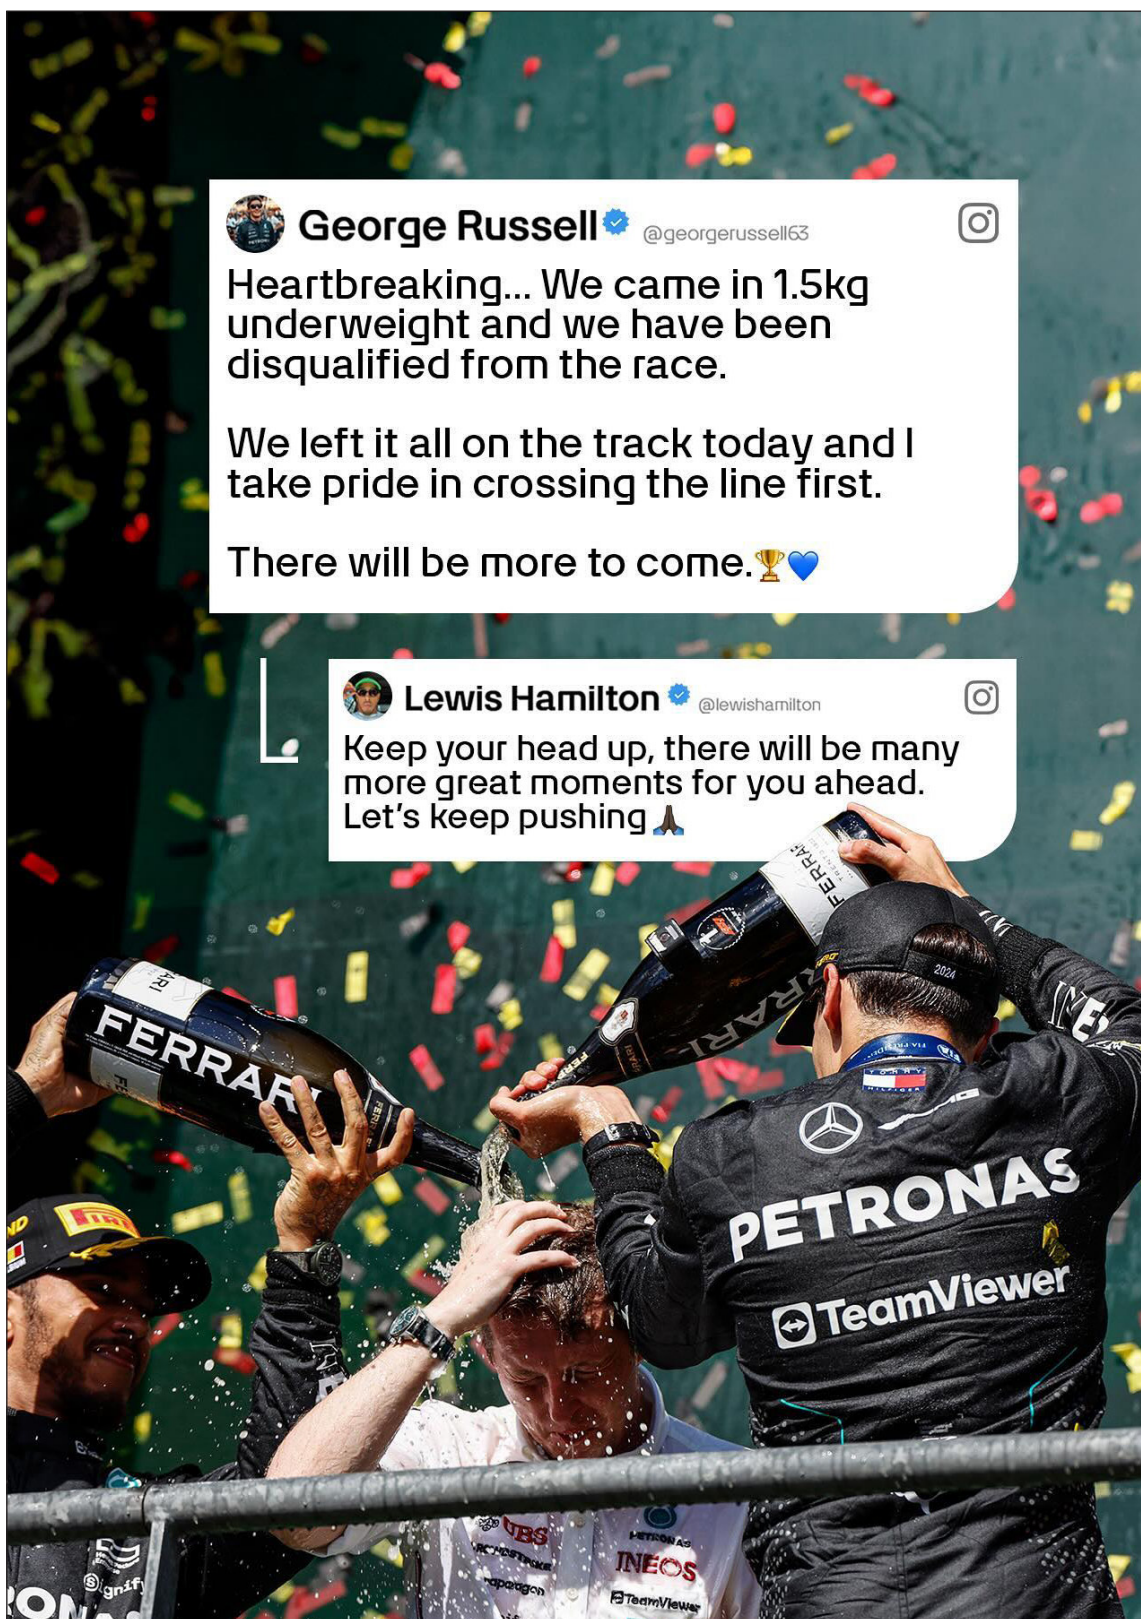 George Russell @georgerussell63
Heartbreaking... We came in 1.5kg
underweight and we have been
disqualified from the race.
We left it all on the track today and I
take pride in crossing the line first.
There will be more to come.🏆💙
Lewis Hamilton @lewishamilton
Keep your head up, there will be many
more great moments for you ahead.
Let's keep pushing🙏🏿
FERRARI
FERRARI
FERRARI
2024
TOMMY
HILFIGER
PETRONAS
TeamViewer
UBS
PETRONAS
INEOS
TeamViewer